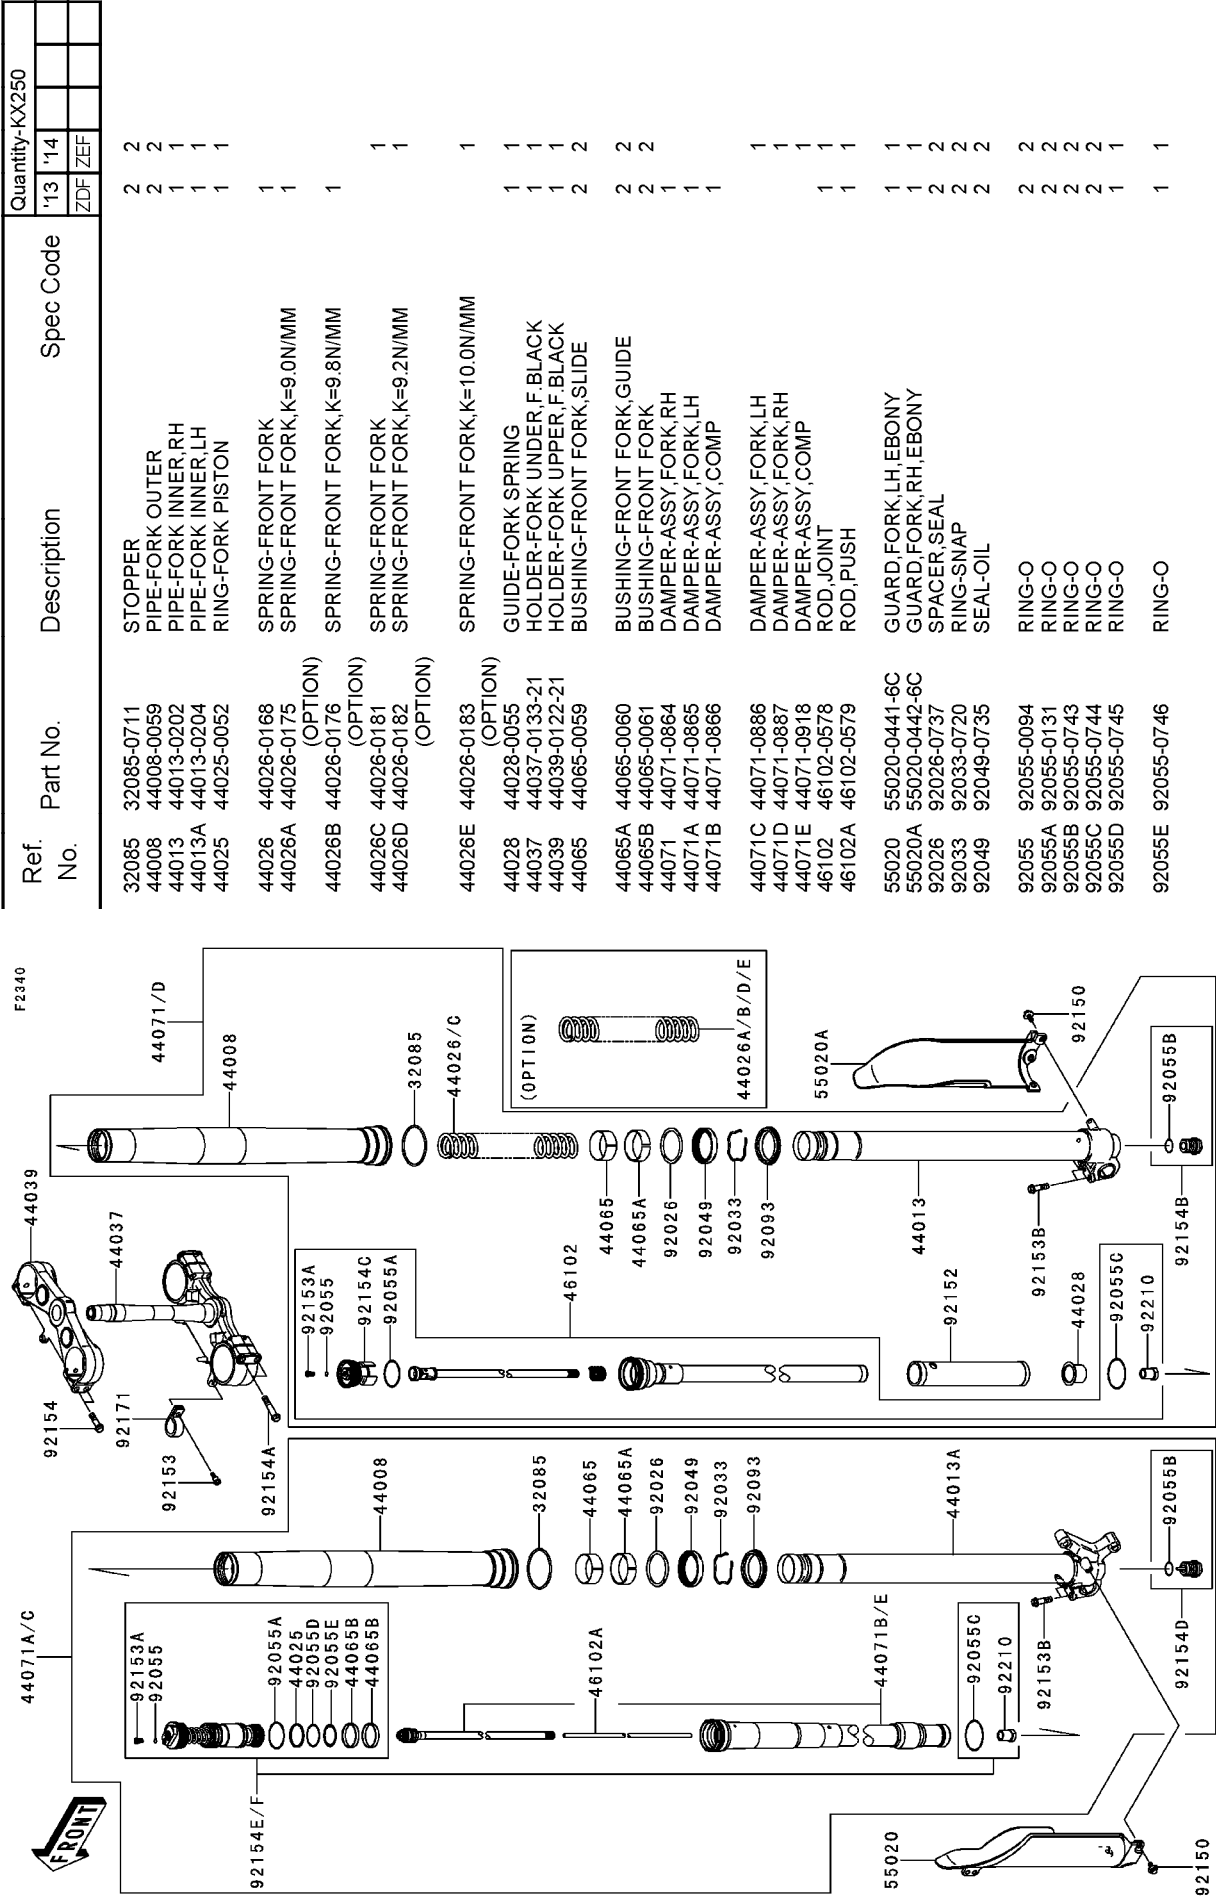 Quantity-KX250
Ref. No.
Part No.
Description
Spec Code
'13 '14
ZDF ZEF
32085 32085-0711 STOPPER 2 2
44008 44008-0059 PIPE-FORK OUTER 2 2
44013 44013-0202 PIPE-FORK INNER,RH 1 1
44013A 44013-0204 PIPE-FORK INNER,LH 1 1
44025 44025-0052 RING-FORK PISTON 1 1
44026 44026-0168 SPRING-FRONT FORK 1
44026A 44026-0175 SPRING-FRONT FORK,K=9.0N/MM 1
(OPTION)
44026B 44026-0176 SPRING-FRONT FORK,K=9.8N/MM 1
(OPTION)
44026C 44026-0181 SPRING-FRONT FORK 1
44026D 44026-0182 SPRING-FRONT FORK,K=9.2N/MM 1
(OPTION)
44026E 44026-0183 SPRING-FRONT FORK,K=10.0N/MM 1
(OPTION)
44028 44028-0055 GUIDE-FORK SPRING 1 1
44037 44037-0133-21 HOLDER-FORK UNDER,F.BLACK 1 1
44039 44039-0122-21 HOLDER-FORK UPPER,F.BLACK 1 1
44065 44065-0059 BUSHING-FRONT FORK,SLIDE 2 2
44065A 44065-0060 BUSHING-FRONT FORK,GUIDE 2 2
44065B 44065-0061 BUSHING-FRONT FORK 2 2
44071 44071-0864 DAMPER-ASSY,FORK,RH 1
44071A 44071-0865 DAMPER-ASSY,FORK,LH 1
44071B 44071-0866 DAMPER-ASSY,COMP 1
44071C 44071-0886 DAMPER-ASSY,FORK,LH 1
44071D 44071-0887 DAMPER-ASSY,FORK,RH 1
44071E 44071-0918 DAMPER-ASSY,COMP 1
46102 46102-0578 ROD,JOINT 1 1
46102A 46102-0579 ROD,PUSH 1 1
55020 55020-0441-6C GUARD,FORK,LH,EBONY 1 1
55020A 55020-0442-6C GUARD,FORK,RH,EBONY 1 1
92026 92026-0737 SPACER,SEAL 2 2
92033 92033-0720 RING-SNAP 2 2
92049 92049-0735 SEAL-OIL 2 2
92055 92055-0094 RING-O 2 2
92055A 92055-0131 RING-O 2 2
92055B 92055-0743 RING-O 2 2
92055C 92055-0744 RING-O 2 2
92055D 92055-0745 RING-O 1 1
92055E 92055-0746 RING-O 1 1
F2340
44071/D
44008
32085
44026/C
(OPTION)
44026A/B/D/E
55020A
92150
44039
44037
92154
92171
92153
92154A
44065
44065A
92026
92049
92033
92093
44013
92153B
92055B
92154B
46102
92153A
92055
92154C
92055A
92152
44028
92055C
92210
44071A/C
44008
32085
44065
44065A
92026
92049
92033
92093
44013A
92153B
92055B
92154D
92153A
92055
92055A
44025
92055D
92055E
44065B
44065B
46102A
44071B/E
92055C
92210
92154E/F
FRONT
55020
92150